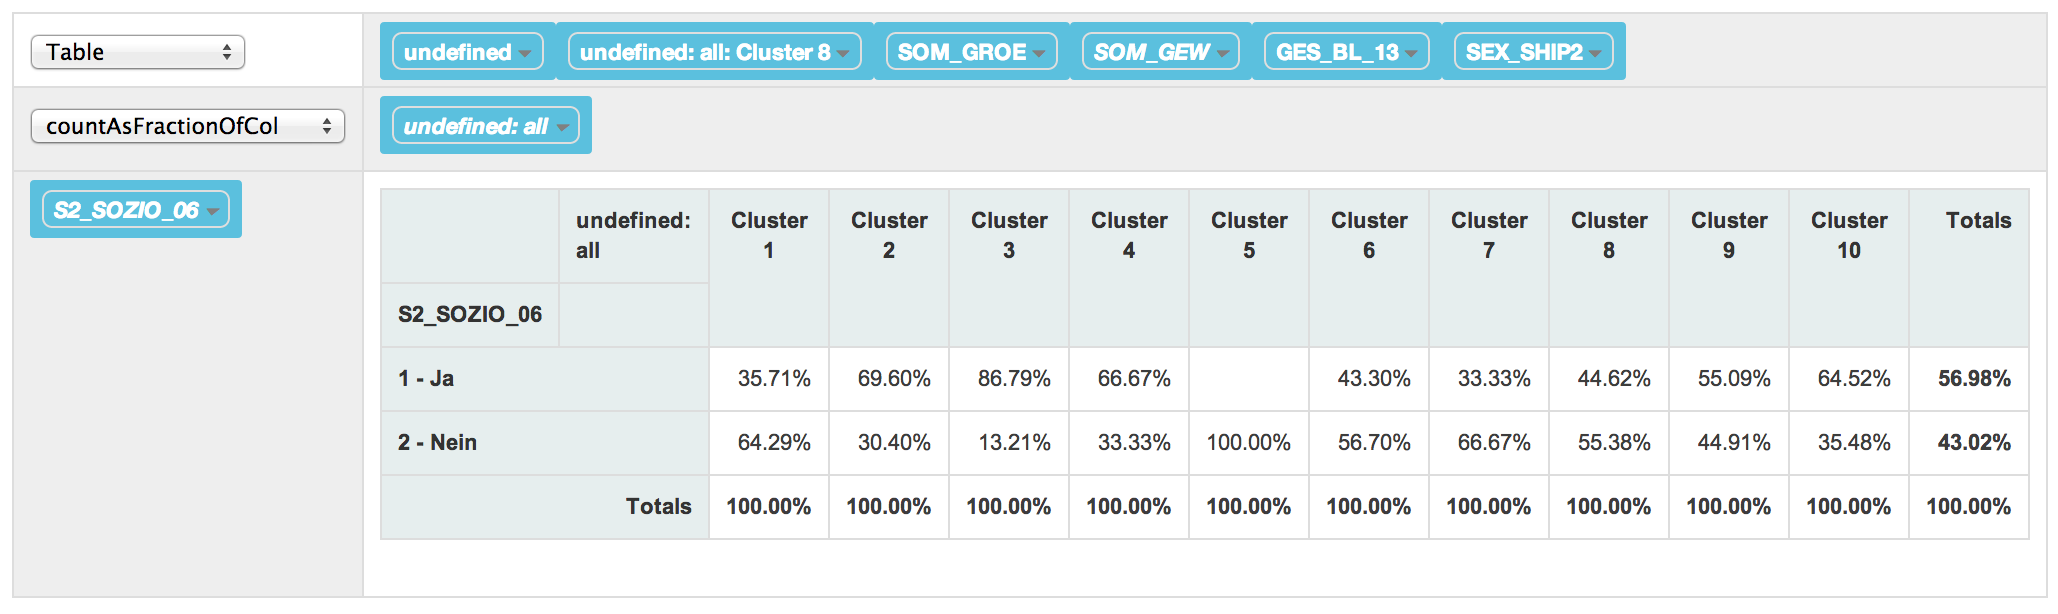 Table
undefined undefined: all: Cluster 8 SOM_GROE SOM_GEW GES_BL_13 SEX_SHIP2
countAsFractionOfCol
undefined: all
S2_SOZIO_06
undefined: all Cluster 1 Cluster 2 Cluster 3 Cluster 4 Cluster 5 Cluster 6 Cluster 7 Cluster 8 Cluster 9 Cluster 10 Totals
S2_SOZIO_06
1 - Ja 35.71% 69.60% 86.79% 66.67% 43.30% 33.33% 44.62% 55.09% 64.52% 56.98%
2 - Nein 64.29% 30.40% 13.21% 33.33% 100.00% 56.70% 66.67% 55.38% 44.91% 35.48% 43.02%
Totals 100.00% 100.00% 100.00% 100.00% 100.00% 100.00% 100.00% 100.00% 100.00% 100.00% 100.00%